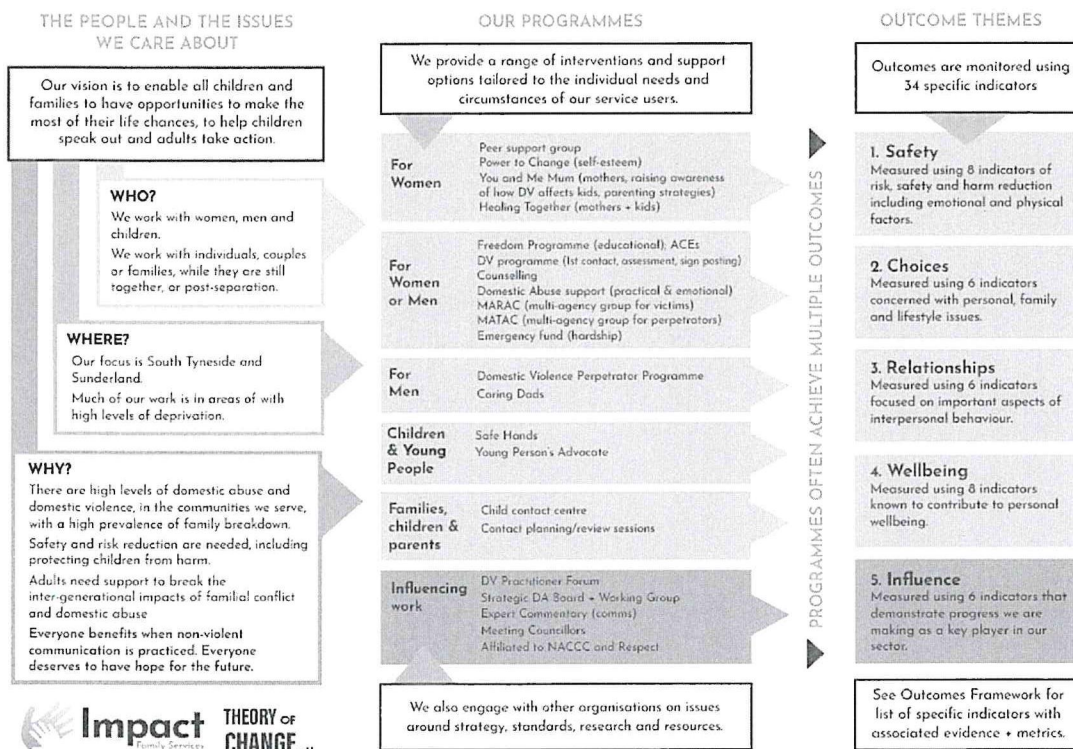 THE PEOPLE AND THE ISSUES
WE CARE ABOUT
Our vision is to enable all children and
families to have opportunities to make the
most of their life chances, to help children
speak out and adults take action.
WHO?
We work with women, men and
children.
We work with individuals, couples
or families, while they are still
together, or post-separation.
WHERE?
Our focus is South Tyneside and
Sunderland.
Much of our work is in areas of with
high levels of deprivation.
WHY?
There are high levels of domestic abuse and
domestic violence, in the communities we serve,
with a high prevalence of family breakdown.
Safety and risk reduction are needed, including
protecting children from harm.
Adults need support to break the
inter-generational impacts of familial conflict
and domestic abuse
Everyone benefits when non-violent
communication is practiced. Everyone
deserves to have hope for the future.
Impact
Family Services
THEORY OF
CHANGE
OUR PROGRAMMES
We provide a range of interventions and support
options tailored to the individual needs and
circumstances of our service users.
For
Women
Peer support group
Power to Change (self-esteem)
You and Me Mum (mothers, raising awareness
of how DV affects kids, parenting strategies)
Healing Together (mothers + kids)
For
Women
or Men
Freedom Programme (educational); ACEs
DV programme (1st contact, assessment, sign posting)
Counselling
Domestic Abuse support (practical & emotional)
MARAC (multi-agency group for victims)
MATAC (multi-agency group for perpetrators)
Emergency fund (hardship)
For
Men
Domestic Violence Perpetrator Programme
Caring Dads
Children
& Young
People
Safe Hands
Young Person's Advocate
Families,
children &
parents
Child contact centre
Contact planning/review sessions
Influencing
work
DV Practitioner Forum
Strategic DA Board + Working Group
Expert Commentary (comms)
Meeting Councillors
Affiliated to NACCC and Respect
We also engage with other organisations on issues
around strategy, standards, research and resources.
PROGRAMMES OFTEN ACHIEVE MULTIPLE OUTCOMES
OUTCOME THEMES
Outcomes are monitored using
34 specific indicators
1. Safety
Measured using 8 indicators of
risk, safety and harm reduction
including emotional and physical
factors.
2. Choices
Measured using 6 indicators
concerned with personal, family
and lifestyle issues.
3. Relationships
Measured using 6 indicators
focused on important aspects of
interpersonal behaviour.
4. Wellbeing
Measured using 8 indicators
known to contribute to personal
wellbeing.
5. Influence
Measured using 6 indicators that
demonstrate progress we are
making as a key player in our
sector.
See Outcomes Framework for
list of specific indicators with
associated evidence + metrics.